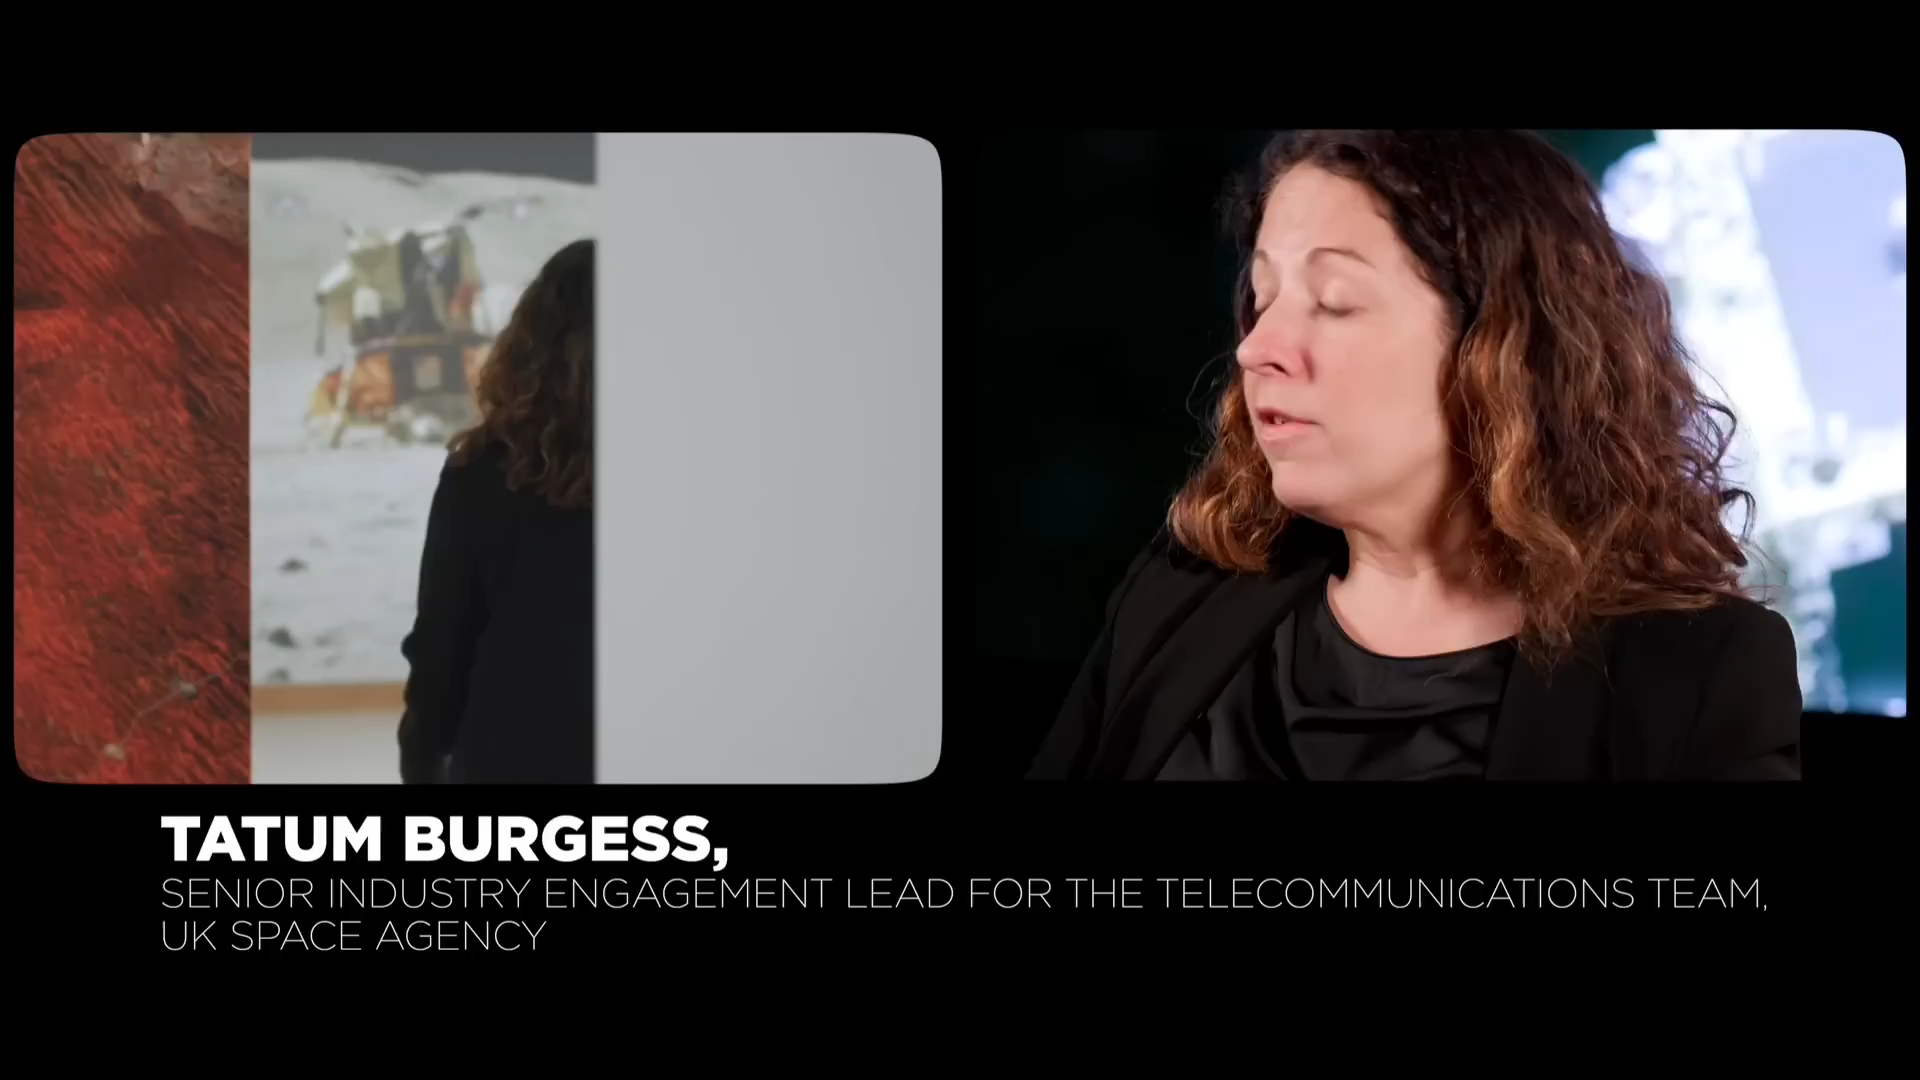 TATUM BURGESS,
SENIOR INDUSTRY ENGAGEMENT LEAD FOR THE TELECOMMUNICATIONS TEAM,
UK SPACE AGENCY